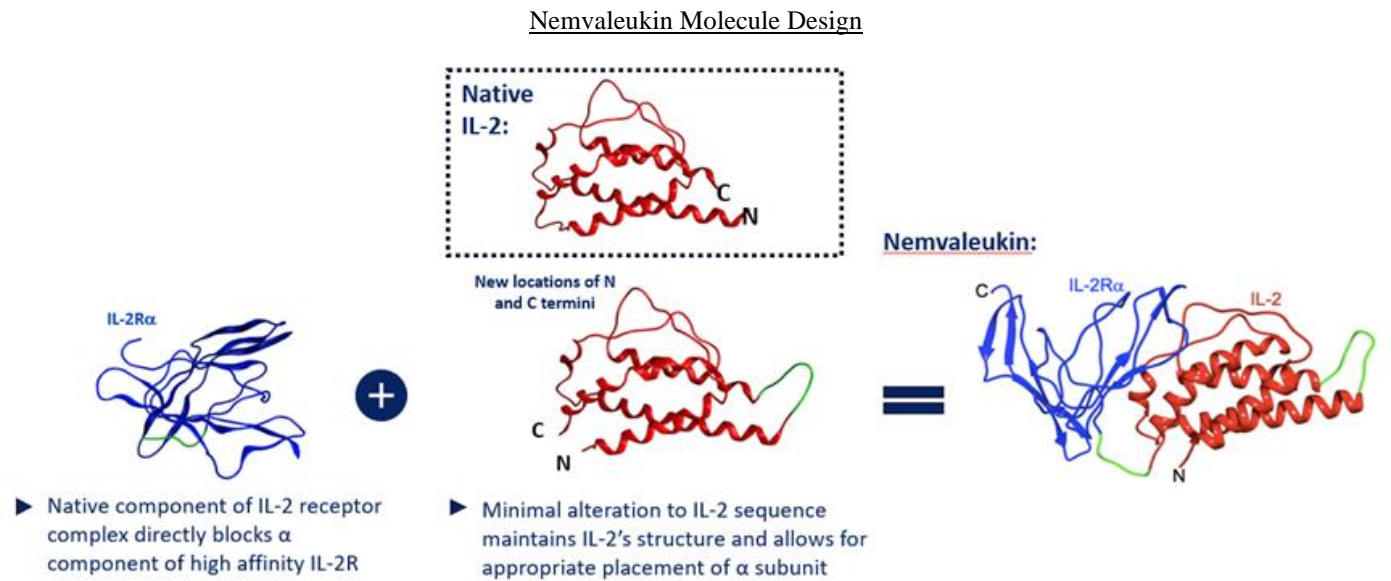 Nemvaleukin Molecule Design
Native
IL-2:
C
N
New locations of N
and C termini
Nemvaleukin:
IL-2Rα
+
C
N
=
C
IL-2Rα
IL-2
N
► Native component of IL-2 receptor
complex directly blocks α
component of high affinity IL-2R
► Minimal alteration to IL-2 sequence
maintains IL-2's structure and allows for
appropriate placement of α subunit